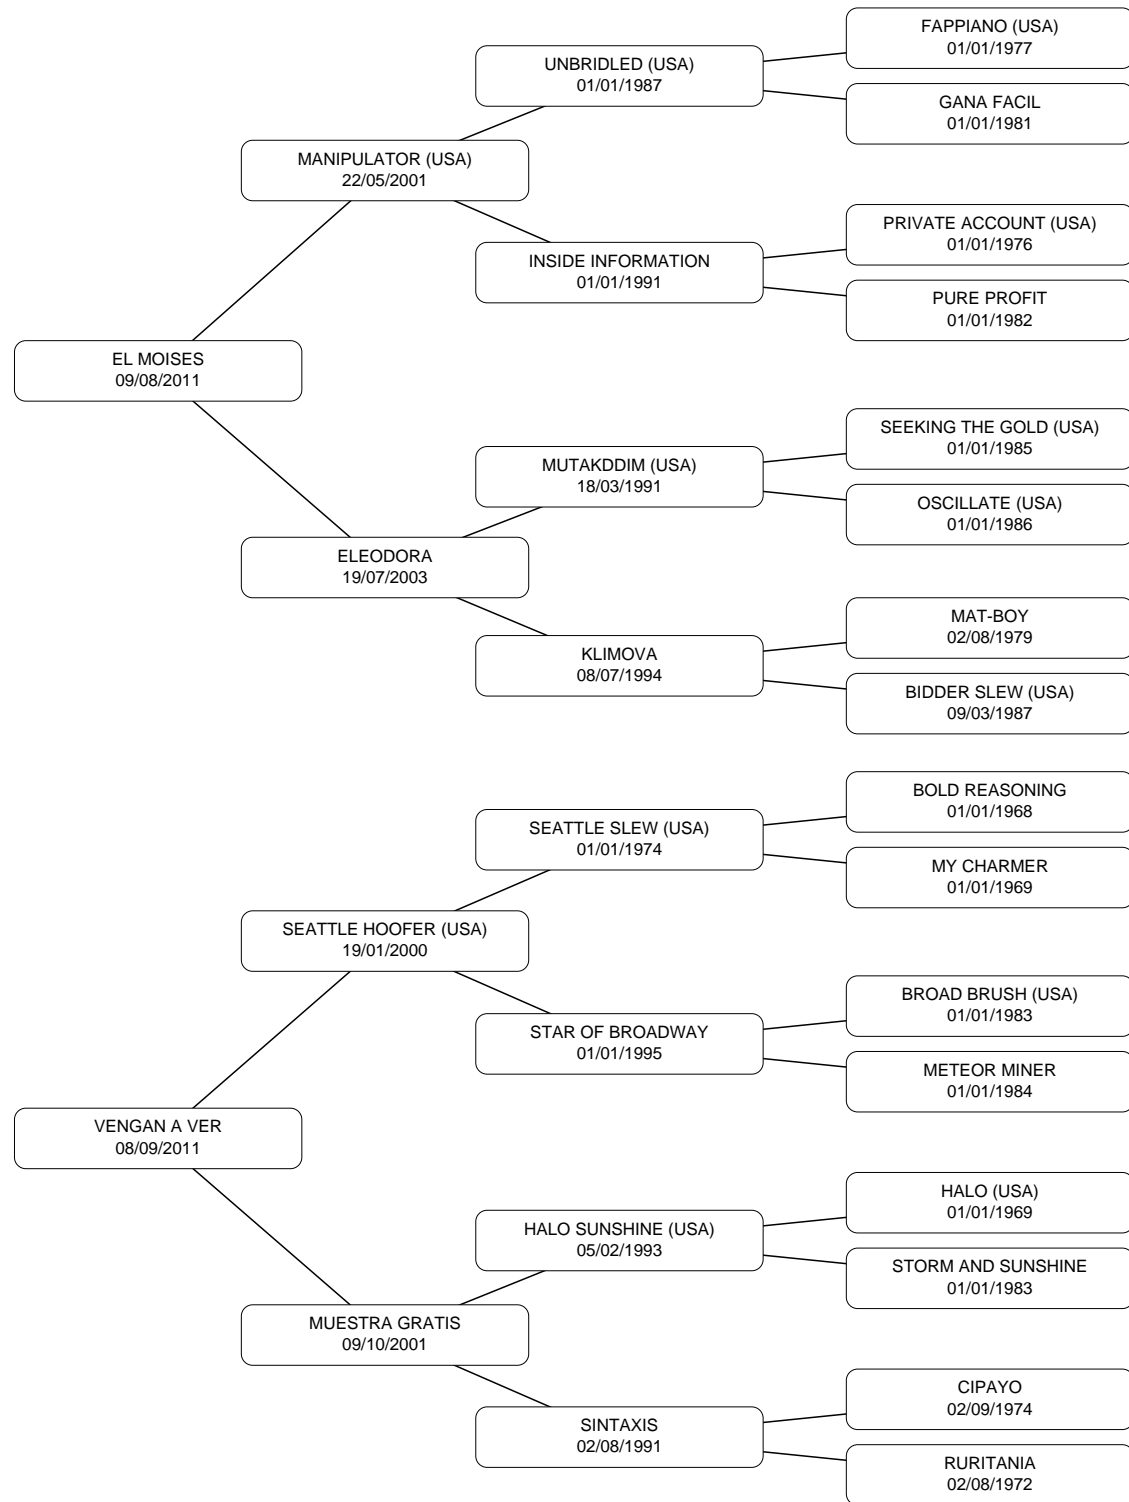 FAPPIANO (USA)
01/01/1977
UNBRIDLED (USA)
01/01/1987
GANA FACIL
01/01/1981
MANIPULATOR (USA)
22/05/2001
PRIVATE ACCOUNT (USA)
01/01/1976
INSIDE INFORMATION
01/01/1991
PURE PROFIT
01/01/1982
EL MOISES
09/08/2011
SEEKING THE GOLD (USA)
01/01/1985
MUTAKDDIM (USA)
18/03/1991
OSCILLATE (USA)
01/01/1986
ELEODORA
19/07/2003
MAT-BOY
02/08/1979
KLIMOVA
08/07/1994
BIDDER SLEW (USA)
09/03/1987
BOLD REASONING
01/01/1968
SEATTLE SLEW (USA)
01/01/1974
MY CHARMER
01/01/1969
SEATTLE HOOFER (USA)
19/01/2000
BROAD BRUSH (USA)
01/01/1983
STAR OF BROADWAY
01/01/1995
METEOR MINER
01/01/1984
VENGAN A VER
08/09/2011
HALO (USA)
01/01/1969
HALO SUNSHINE (USA)
05/02/1993
STORM AND SUNSHINE
01/01/1983
MUESTRA GRATIS
09/10/2001
CIPAYO
02/09/1974
SINTAXIS
02/08/1991
RURITANIA
02/08/1972